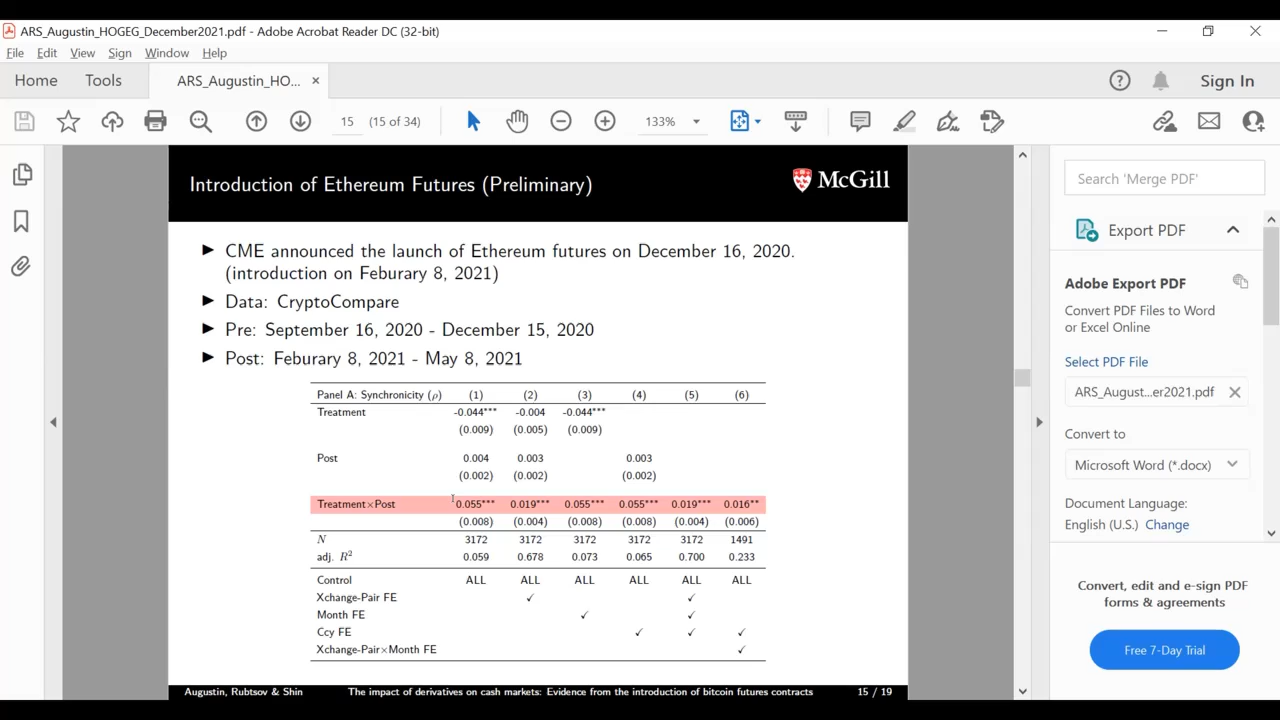 ARS_Augustin_HOGEG_December2021.pdf - Adobe Acrobat Reader DC (32-bit)
File Edit View Sign Window Help
Home Tools ARS_Augustin_HO... × Sign In
15 (15 of 34) 133%
Introduction of Ethereum Futures (Preliminary) McGill
► CME announced the launch of Ethereum futures on December 16, 2020.
(introduction on Feburary 8, 2021)
► Data: CryptoCompare
► Pre: September 16, 2020 - December 15, 2020
► Post: Feburary 8, 2021 - May 8, 2021
Panel A: Synchronicity (ρ) (1) (2) (3) (4) (5) (6)
Treatment -0.044*** -0.004 -0.044***
(0.009) (0.005) (0.009)
Post 0.004 0.003 0.003
(0.002) (0.002) (0.002)
Treatment×Post 0.055*** 0.019*** 0.055*** 0.055*** 0.019*** 0.016**
(0.008) (0.004) (0.008) (0.008) (0.004) (0.006)
N 3172 3172 3172 3172 3172 1491
adj. R² 0.059 0.678 0.073 0.065 0.700 0.233
Control ALL ALL ALL ALL ALL ALL
Xchange-Pair FE ✓ ✓
Month FE ✓ ✓
Ccy FE ✓ ✓ ✓
Xchange-Pair×Month FE ✓
Augustin, Rubtsov & Shin The impact of derivatives on cash markets: Evidence from the introduction of bitcoin futures contracts 15 / 19
Search 'Merge PDF'
Export PDF
Adobe Export PDF
Convert PDF Files to Word
or Excel Online
Select PDF File
ARS_August...er2021.pdf ×
Convert to
Microsoft Word (*.docx)
Document Language:
English (U.S.) Change
Convert, edit and e-sign PDF
forms & agreements
Free 7-Day Trial